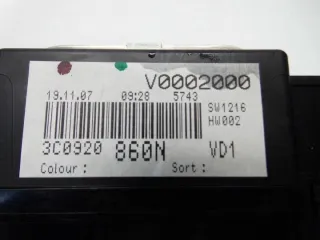 V0002000
19.11.07 09:28 5743
SW1216
HW002
3C0920 860N VD1
Colour : Sort :